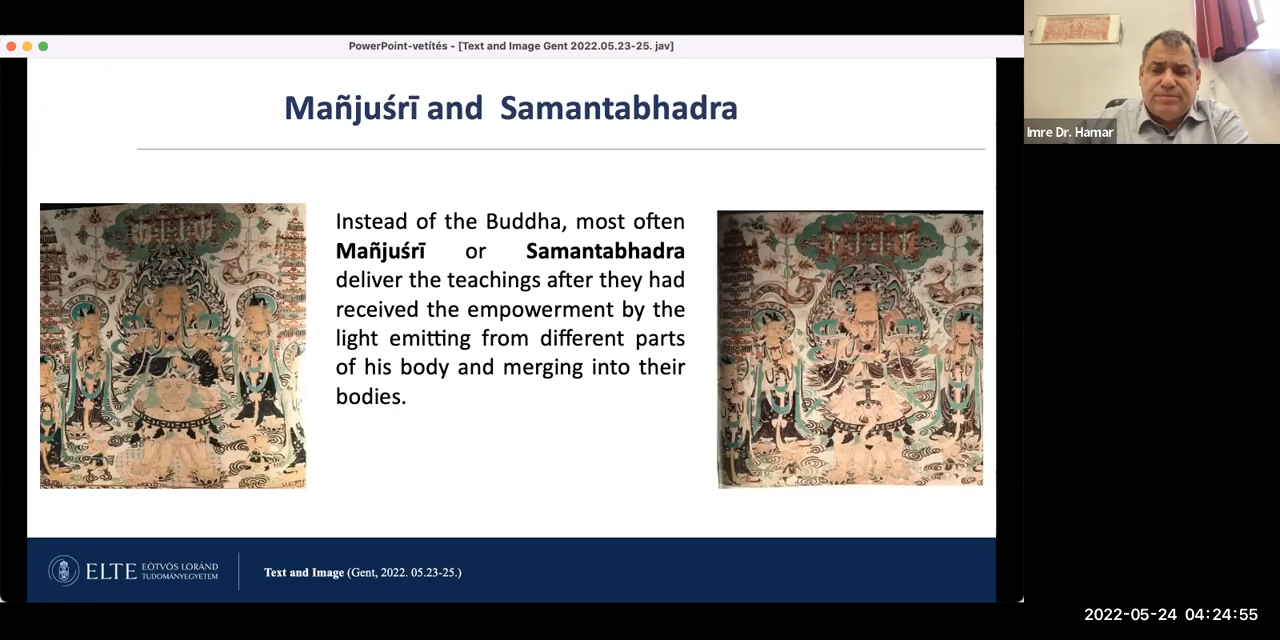 PowerPoint-vetítés - [Text and Image Gent 2022.05.23-25. jav]
Mañjuśrī and Samantabhadra
Instead of the Buddha, most often
Mañjuśrī or Samantabhadra
deliver the teachings after they had
received the empowerment by the
light emitting from different parts
of his body and merging into their
bodies.
ELTE EÖTVÖS LORÁND
TUDOMÁNYEGYETEM
Text and Image (Gent, 2022. 05.23-25.)
Imre Dr. Hamar
2022-05-24 04:24:55